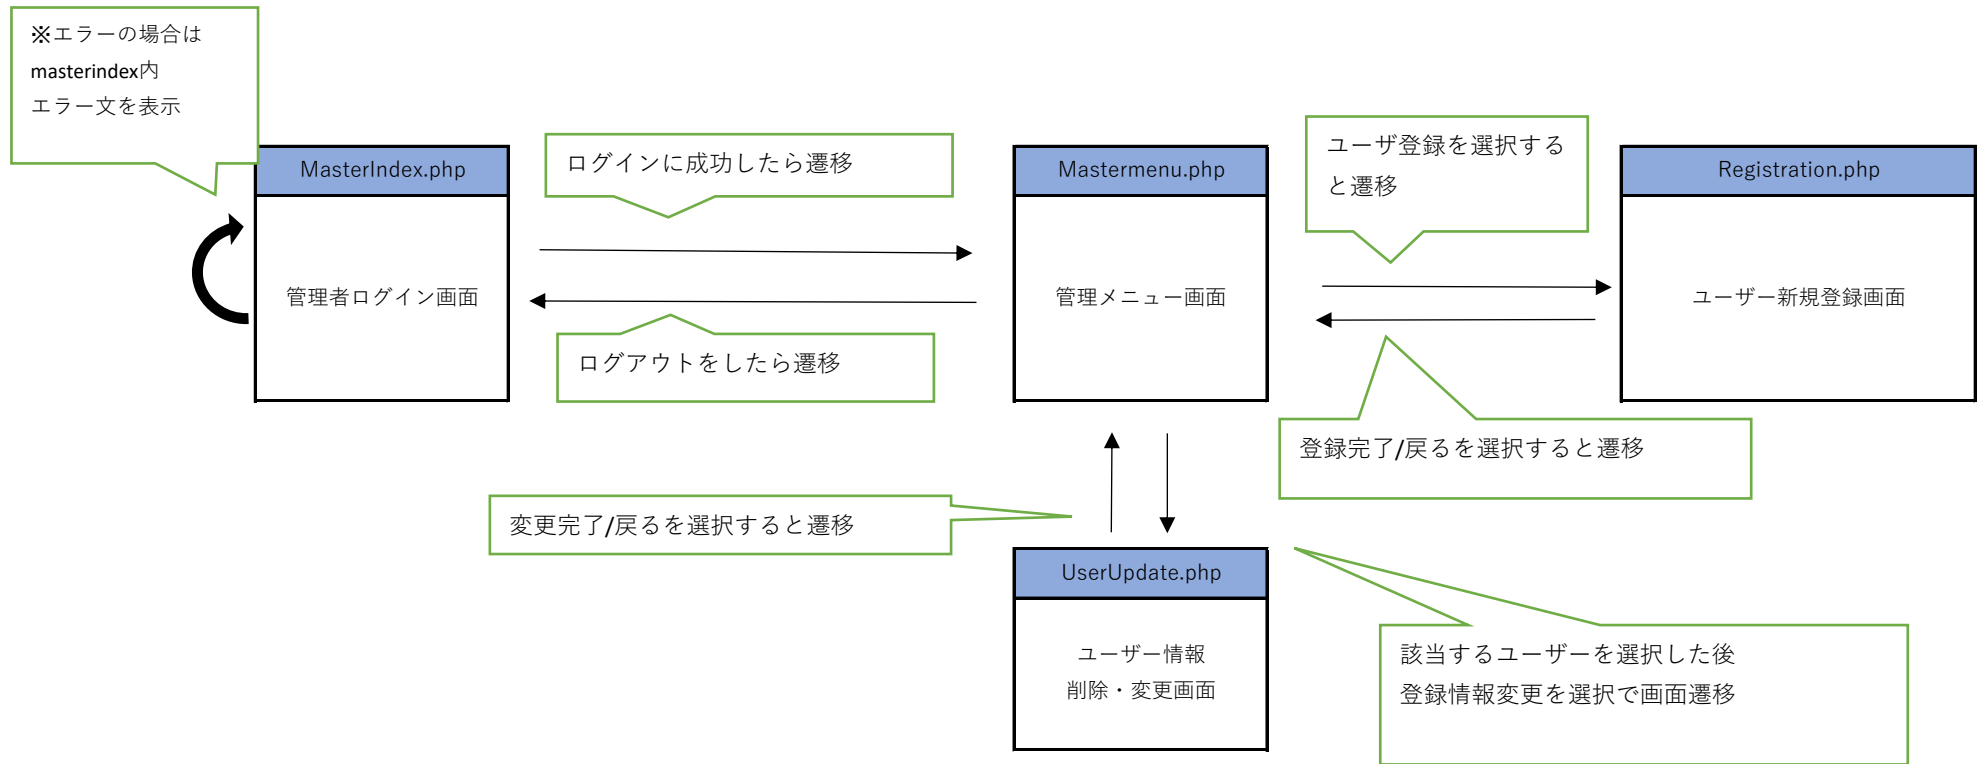 ※エラーの場合は
masterindex内
エラー文を表示
MasterIndex.php
管理者ログイン画面
ログインに成功したら遷移
ログアウトをしたら遷移
Mastermenu.php
管理メニュー画面
ユーザ登録を選択する
と遷移
Registration.php
ユーザー新規登録画面
登録完了/戻るを選択すると遷移
変更完了/戻るを選択すると遷移
UserUpdate.php
ユーザー情報
削除・変更画面
該当するユーザーを選択した後
登録情報変更を選択で画面遷移